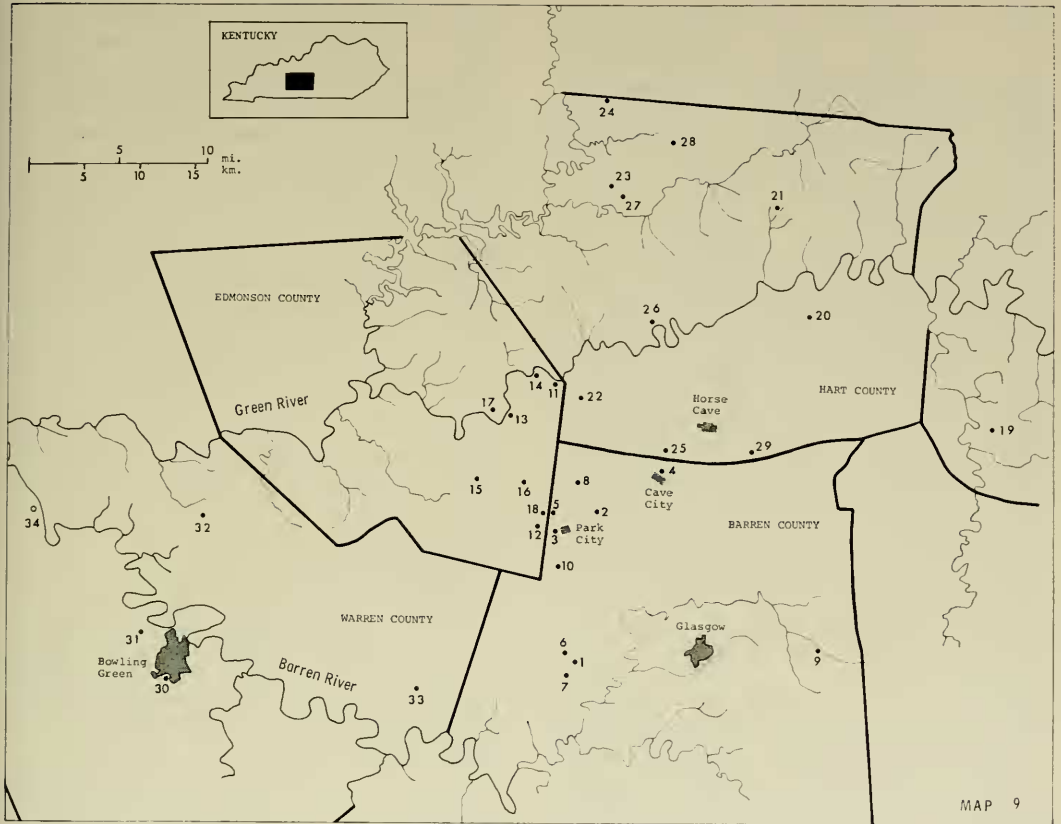 KENTUCKY
5 10 mi.
5 10 15 km.
24
28
23
27
21
EDMONSON COUNTY
26
20
14
11
22
HART COUNTY
Green River
17
13
Horse
Cave
19
25
29
4
Cave
City
15
16
8
18
5
2
BARREN COUNTY
34
32
12
3
Park
City
10
WARREN COUNTY
Glasgow
31
Bowling
Green
30
Barren River
6
1
7
9
33
MAP 9